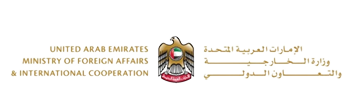 UNITED ARAB EMIRATES
MINISTRY OF FOREIGN AFFAIRS
& INTERNATIONAL COOPERATION
الإمارات العربية المتحدة
وزارة الخارجية
والتعاون الدولي